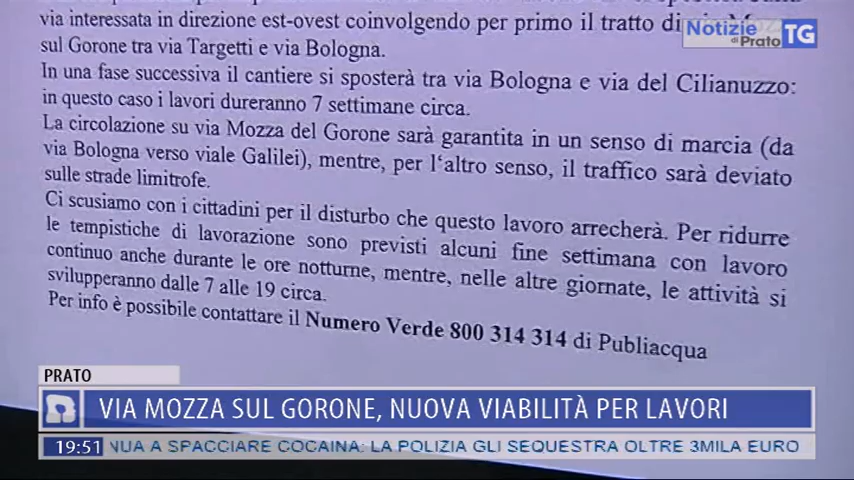 via interessata in direzione est-ovest coinvolgendo per primo il tratto di
sul Gorone tra via Targetti e via Bologna.
In una fase successiva il cantiere si sposterà tra via Bologna e via del Cilianuzzo:
in questo caso i lavori dureranno 7 settimane circa.
La circolazione su via Mozza del Gorone sarà garantita in un senso di marcia (da
via Bologna verso viale Galilei), mentre, per l'altro senso, il traffico sarà deviato
sulle strade limitrofe.
Ci scusiamo con i cittadini per il disturbo che questo lavoro arrecherà. Per ridurre
le tempistiche di lavorazione sono previsti alcuni fine settimana con lavoro
continuo anche durante le ore notturne, mentre, nelle altre giornate, le attività si
svilupperanno dalle 7 alle 19 circa.
Per info è possibile contattare il Numero Verde 800 314 314 di Publiacqua
Notizie
di Prato
TG
PRATO
VIA MOZZA SUL GORONE, NUOVA VIABILITÀ PER LAVORI
19:51 NUA A SPACCIARE COCAINA: LA POLIZIA GLI SEQUESTRA OLTRE 3MILA EURO